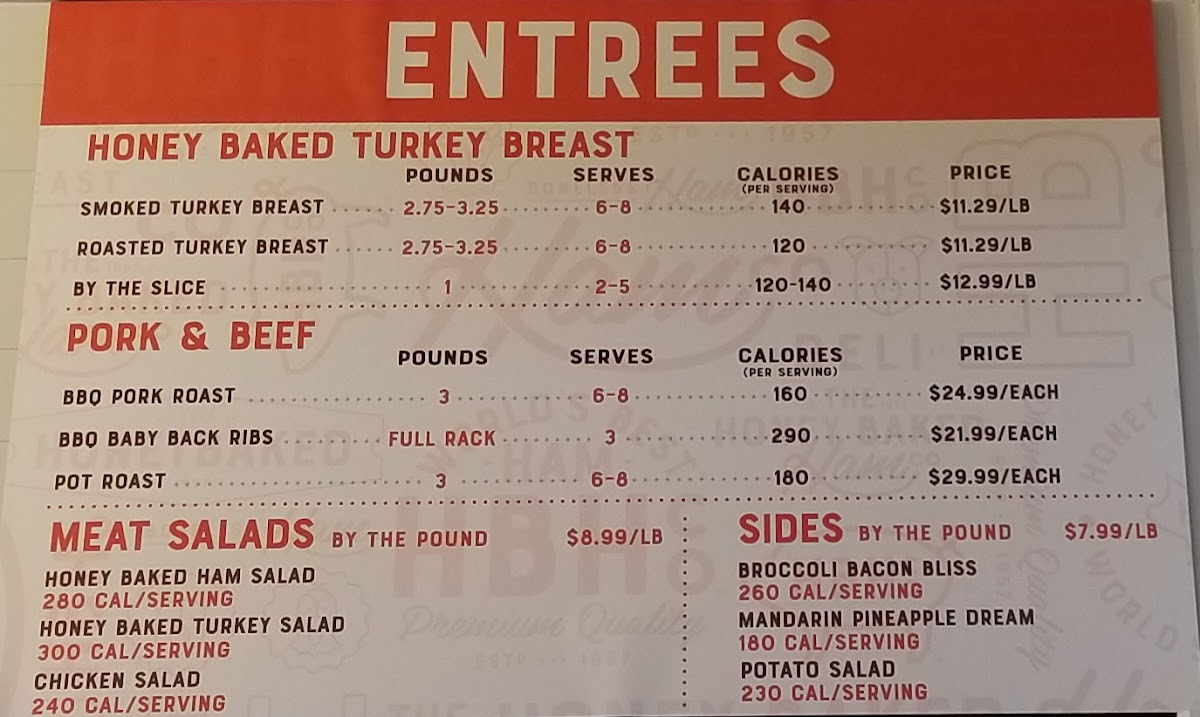 ENTREES
HONEY BAKED TURKEY BREAST
POUNDS SERVES CALORIES (PER SERVING) PRICE
SMOKED TURKEY BREAST 2.75-3.25 6-8 140 $11.29/LB
ROASTED TURKEY BREAST 2.75-3.25 6-8 120 $11.29/LB
BY THE SLICE 1 2-5 120-140 $12.99/LB
PORK & BEEF
POUNDS SERVES CALORIES (PER SERVING) PRICE
BBQ PORK ROAST 3 6-8 160 $24.99/EACH
BBQ BABY BACK RIBS FULL RACK 3 290 $21.99/EACH
POT ROAST 3 6-8 180 $29.99/EACH
MEAT SALADS BY THE POUND $8.99/LB
HONEY BAKED HAM SALAD
280 CAL/SERVING
HONEY BAKED TURKEY SALAD
300 CAL/SERVING
CHICKEN SALAD
240 CAL/SERVING
SIDES BY THE POUND $7.99/LB
BROCCOLI BACON BLISS
260 CAL/SERVING
MANDARIN PINEAPPLE DREAM
180 CAL/SERVING
POTATO SALAD
230 CAL/SERVING